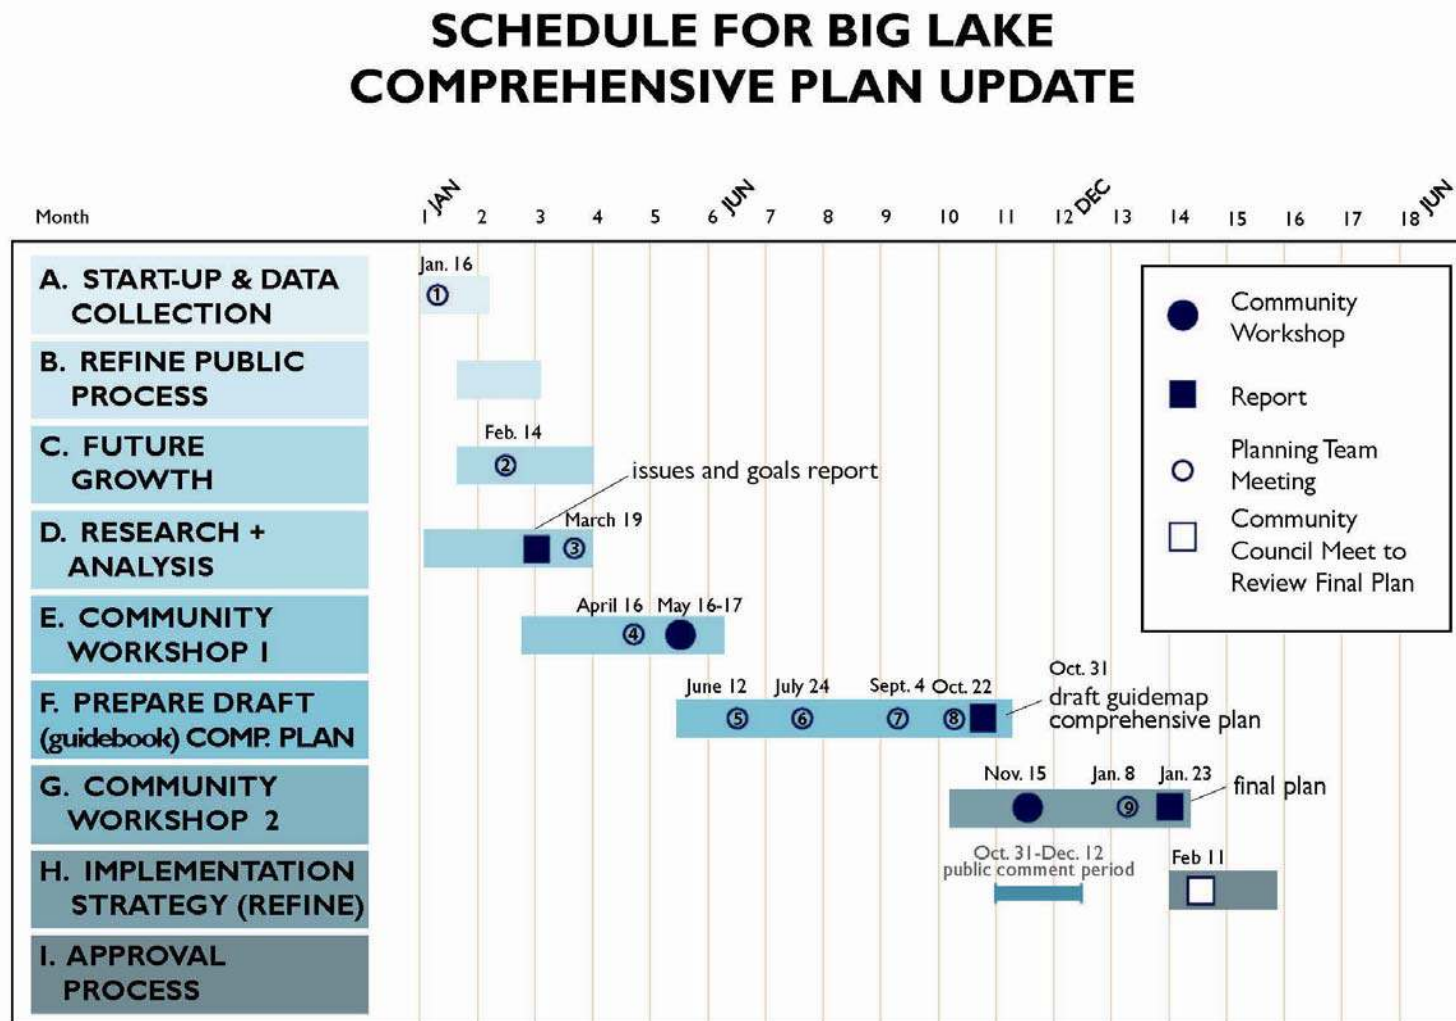 SCHEDULE FOR BIG LAKE
COMPREHENSIVE PLAN UPDATE
Month
1 JAN 2 3 4 5 6 JUN 7 8 9 10 11 12 DEC 13 14 15 16 17 18 JUN
A. START-UP & DATA
COLLECTION
Jan. 16
1
B. REFINE PUBLIC
PROCESS
C. FUTURE
GROWTH
Feb. 14
2
issues and goals report
D. RESEARCH +
ANALYSIS
March 19
3
E. COMMUNITY
WORKSHOP 1
April 16 May 16-17
4
F. PREPARE DRAFT
(guidebook) COMP. PLAN
June 12 July 24 Sept. 4 Oct. 22
5 6 7 8
Oct. 31
draft guidemap
comprehensive plan
G. COMMUNITY
WORKSHOP 2
Nov. 15 Jan. 8 Jan. 23
9
final plan
H. IMPLEMENTATION
STRATEGY (REFINE)
Oct. 31-Dec. 12
public comment period
Feb 11
I. APPROVAL
PROCESS
Community
Workshop
Report
Planning Team
Meeting
Community
Council Meet to
Review Final Plan